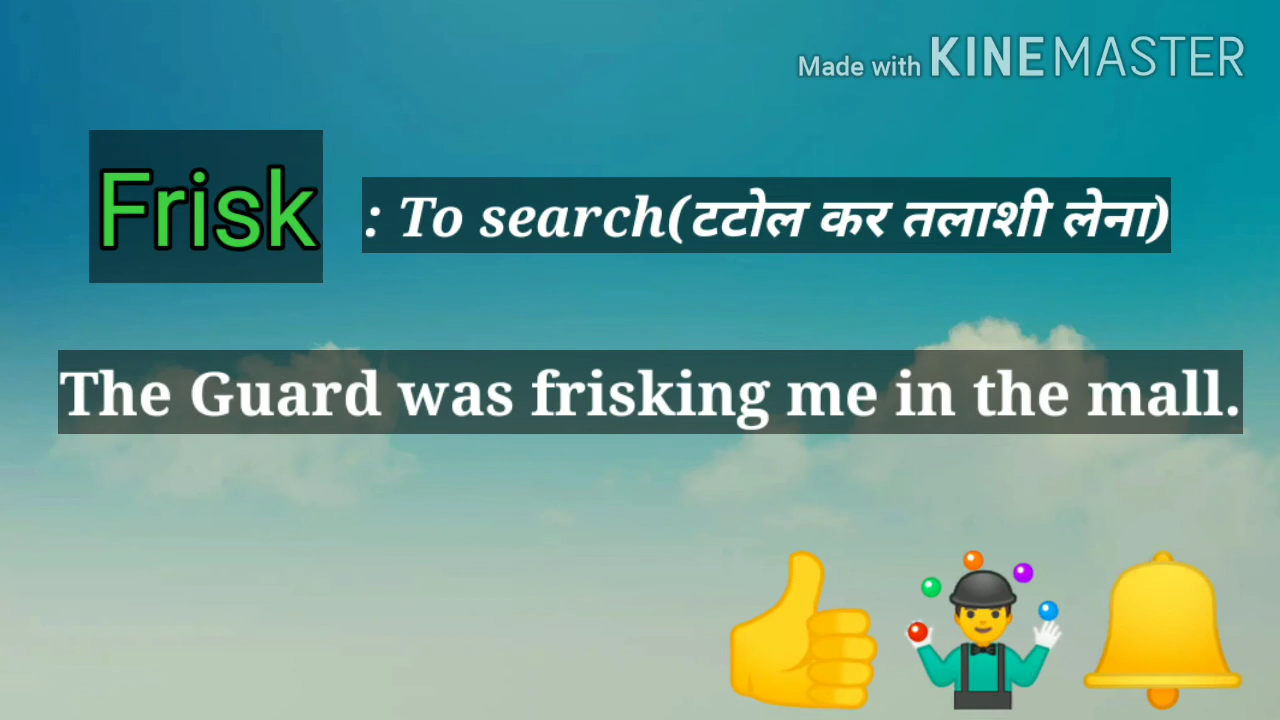 Made with KINEMASTER
Frisk : To search(टटोल कर तलाशी लेना)
The Guard was frisking me in the mall.